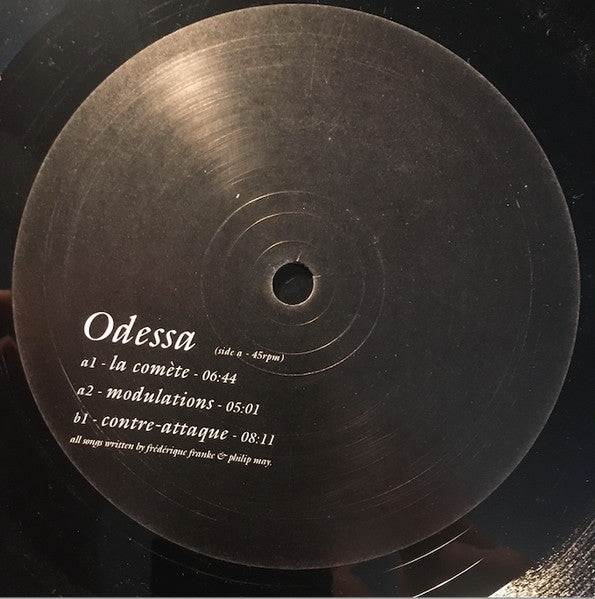 Odessa (side a - 45rpm)
a1 - la comète - 06:44
a2 - modulations - 05:01
b1 - contre-attaque - 08:11
all songs written by frédérique franke & philip may.